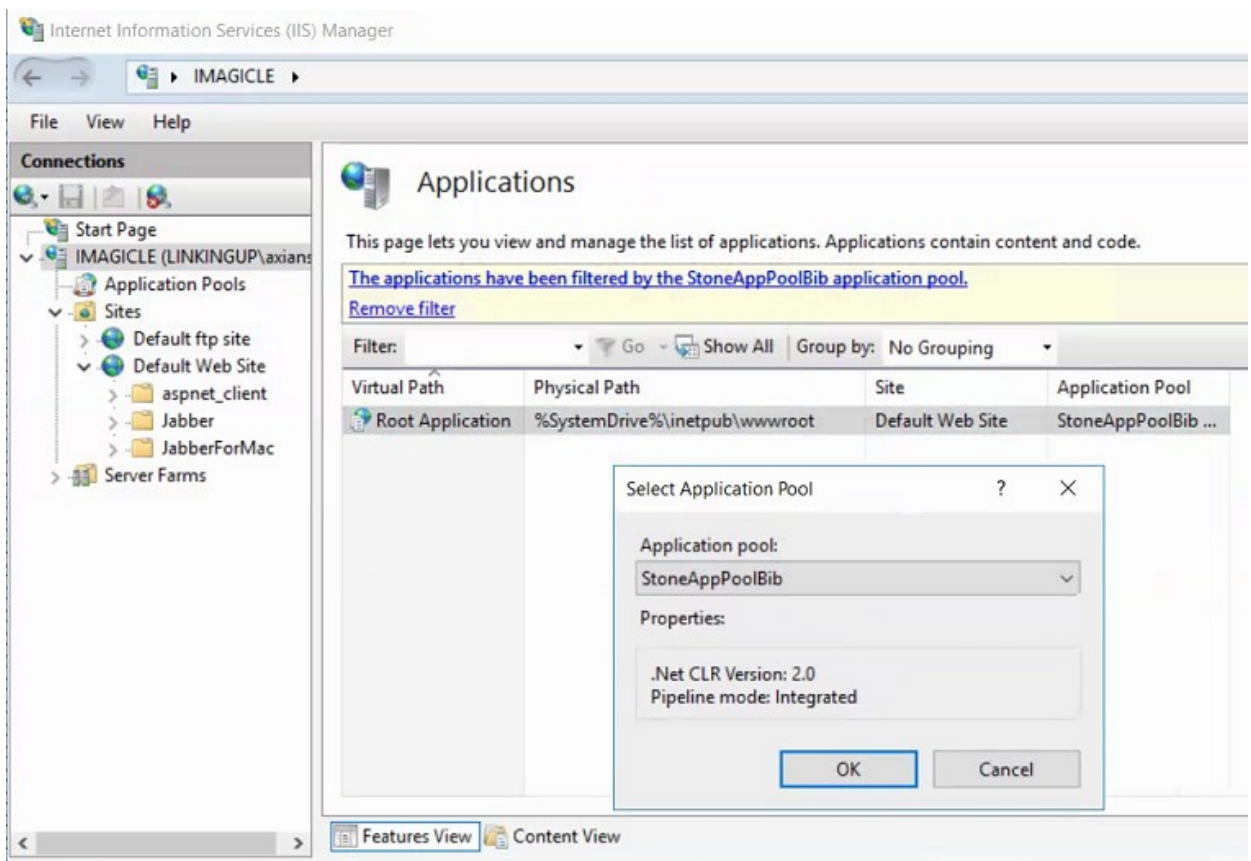 Internet Information Services (IIS) Manager
IMAGICLE
File View Help
Connections
Start Page
IMAGICLE (LINKINGUP\axians
Application Pools
Sites
Default ftp site
Default Web Site
aspnet_client
Jabber
JabberForMac
Server Farms
Applications
This page lets you view and manage the list of applications. Applications contain content and code.
The applications have been filtered by the StoneAppPoolBib application pool.
Remove filter
Filter: Go Show All Group by: No Grouping
Virtual Path Physical Path Site Application Pool
Root Application %SystemDrive%\inetpub\wwwroot Default Web Site StoneAppPoolBib ...
Select Application Pool ?
Application pool:
StoneAppPoolBib
Properties:
.Net CLR Version: 2.0
Pipeline mode: Integrated
OK Cancel
Features View Content View